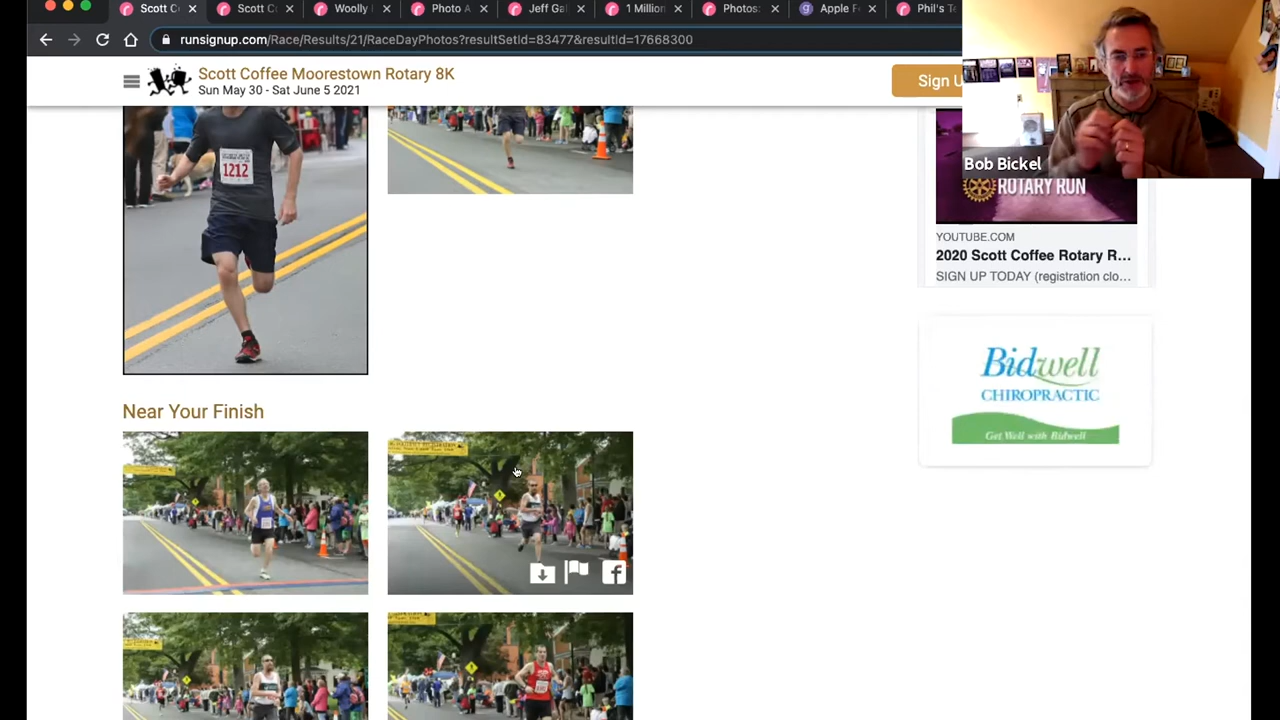 Scott C
Scott C
Woolly
Photo A
Jeff Ga
1 Million
Photos:
Apple F
Phil's T
runsignup.com/Race/Results/21/RaceDayPhotos?resultSetId=83477&resultId=17668300
Scott Coffee Moorestown Rotary 8K
Sun May 30 - Sat June 5 2021
Sign U
Bob Bickel
1212
ROTARY RUN
YOUTUBE.COM
2020 Scott Coffee Rotary R...
SIGN UP TODAY (registration clo...
Bidwell
CHIROPRACTIC
Get Well with Bidwell
Near Your Finish